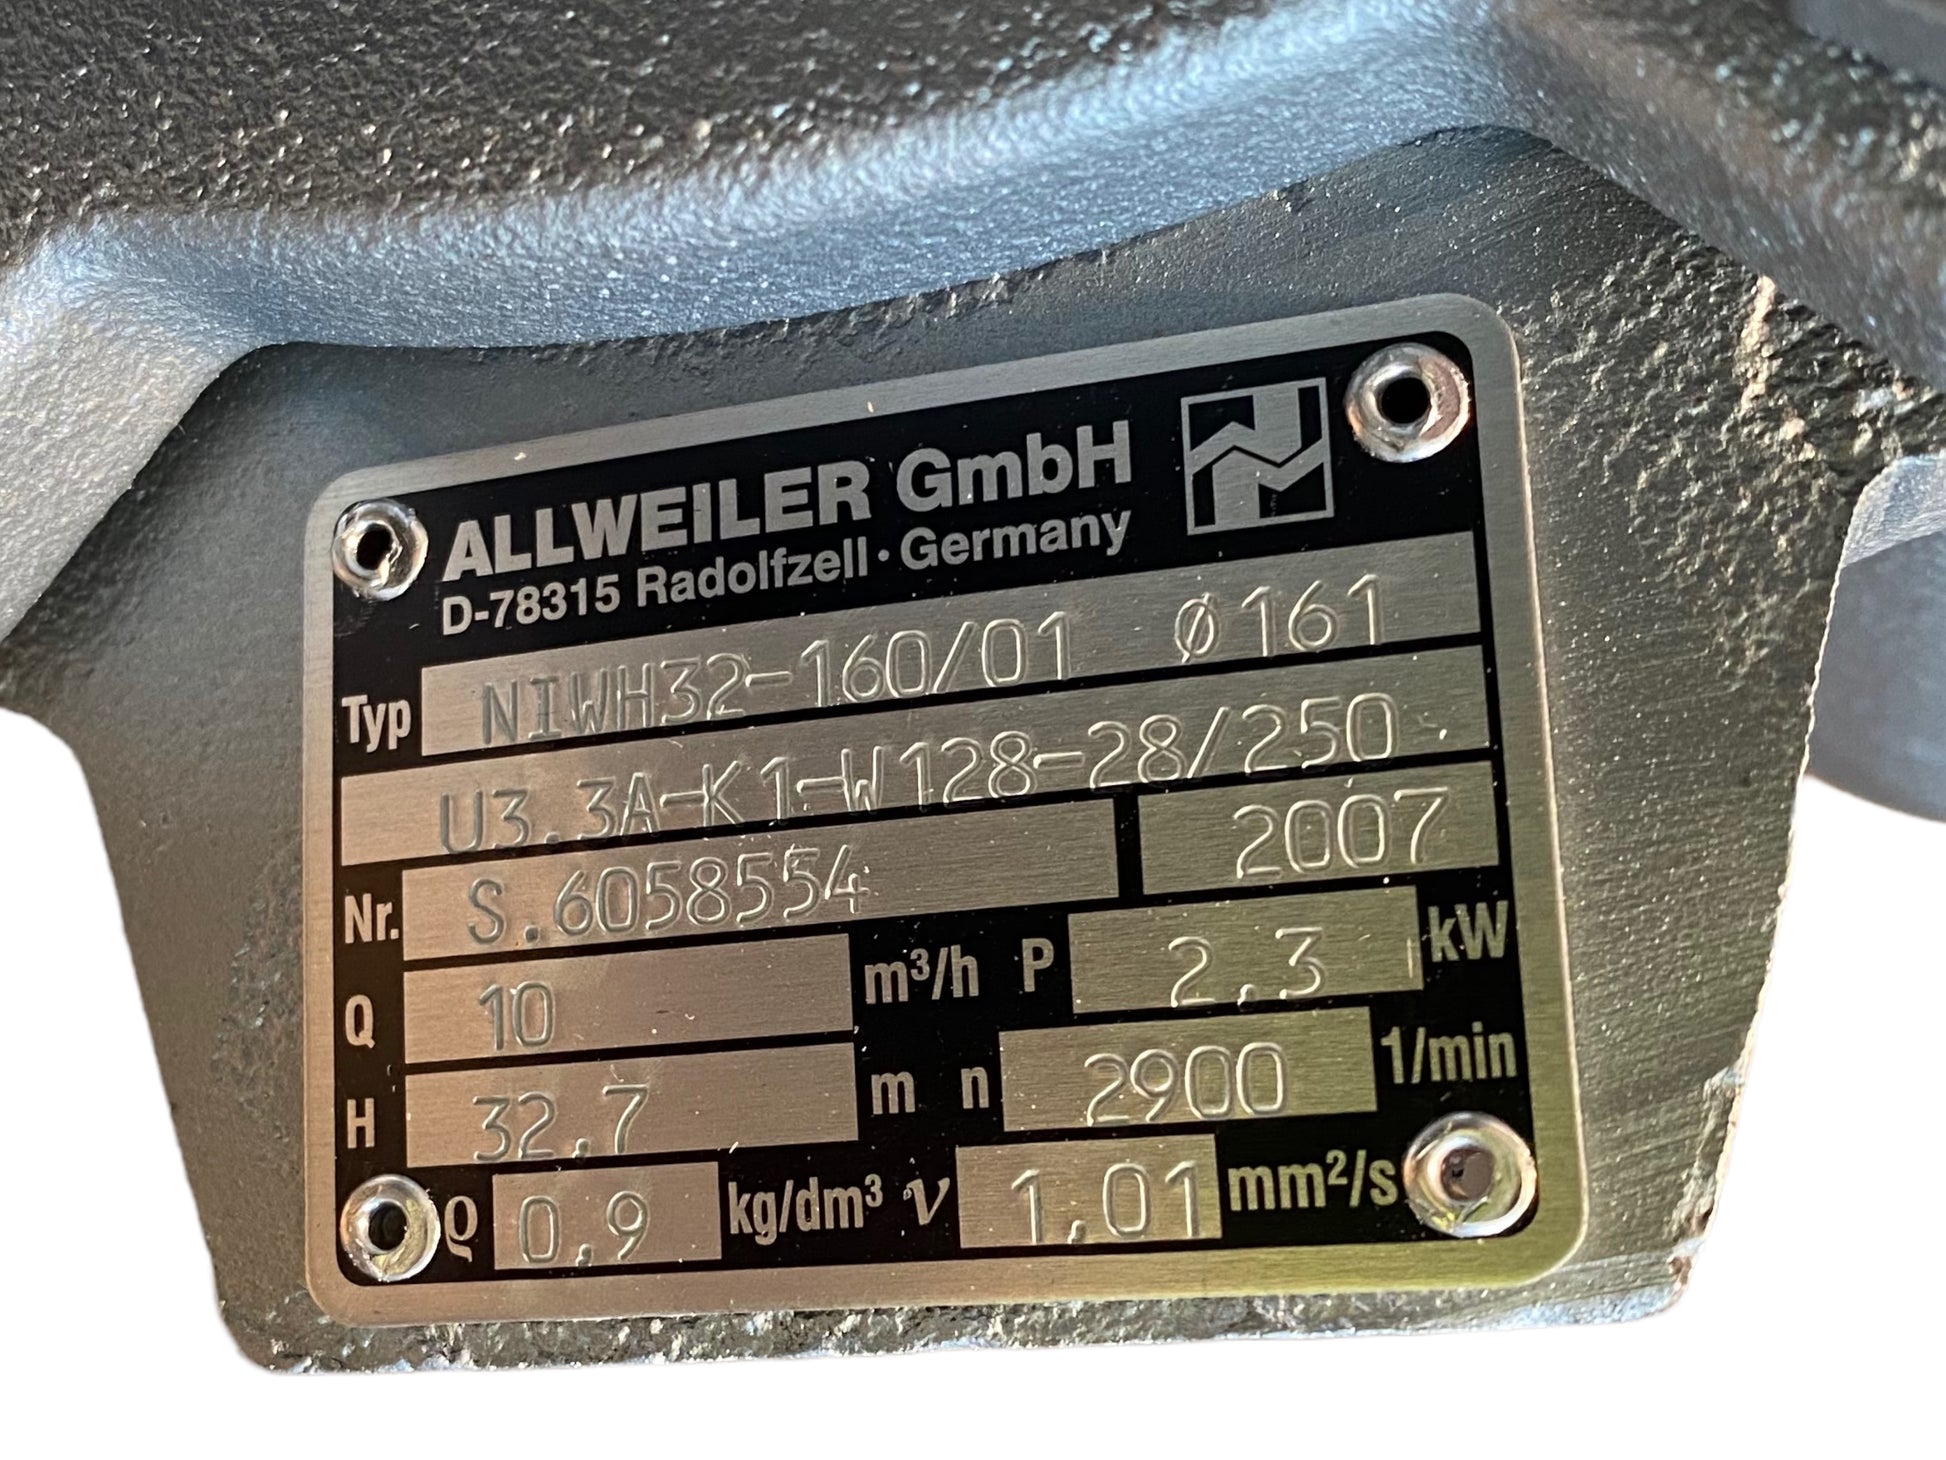 ALLWEILER GmbH
D-78315 Radolfzell · Germany
Typ NIWH32-160/01 Ø161
U3.3A-K1-W128-28/250
Nr. S.6058554 2007
Q 10 m³/h P 2,3 kW
H 32,7 m n 2900 1/min
ϱ 0,9 kg/dm³ ν 1,01 mm²/s